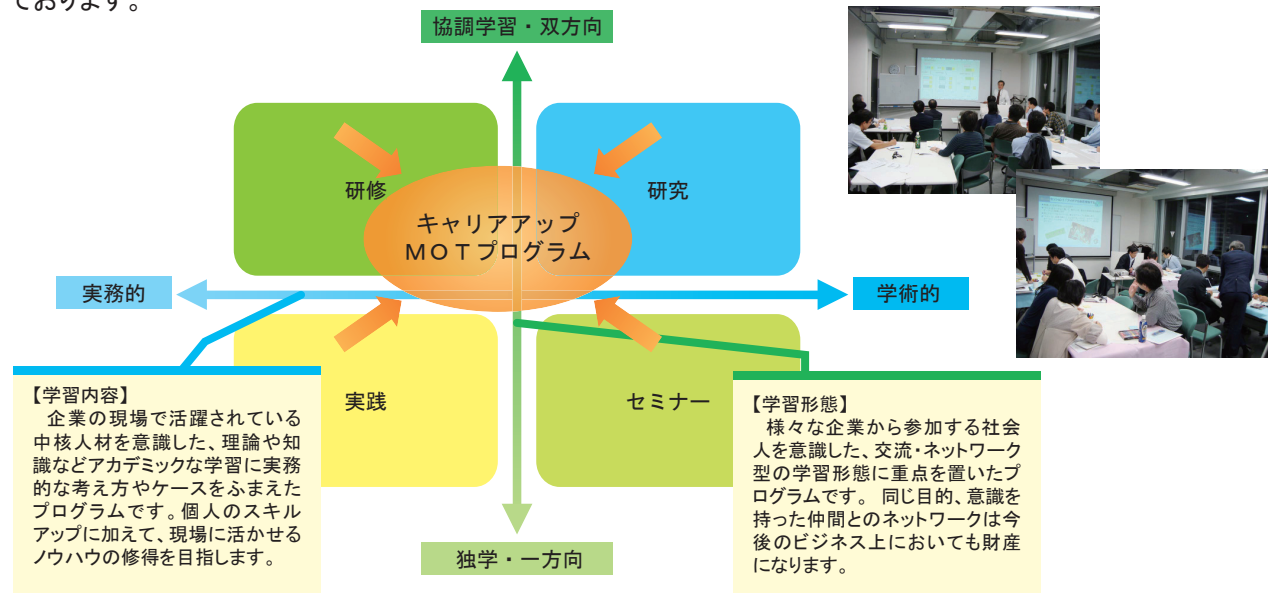 ております。
協調学習・双方向
研修
研究
キャリアアップ
ＭＯＴプログラム
実務的
学術的
実践
セミナー
【学習内容】
　企業の現場で活躍されている
中核人材を意識した、理論や知
識などアカデミックな学習に実務
的な考え方やケースをふまえた
プログラムです。個人のスキル
アップに加えて、現場に活かせる
ノウハウの修得を目指します。
【学習形態】
　様々な企業から参加する社会
人を意識した、交流・ネットワーク
型の学習形態に重点を置いたプ
ログラムです。 同じ目的、意識を
持った仲間とのネットワークは今
後のビジネス上においても財産
になります。
独学・一方向